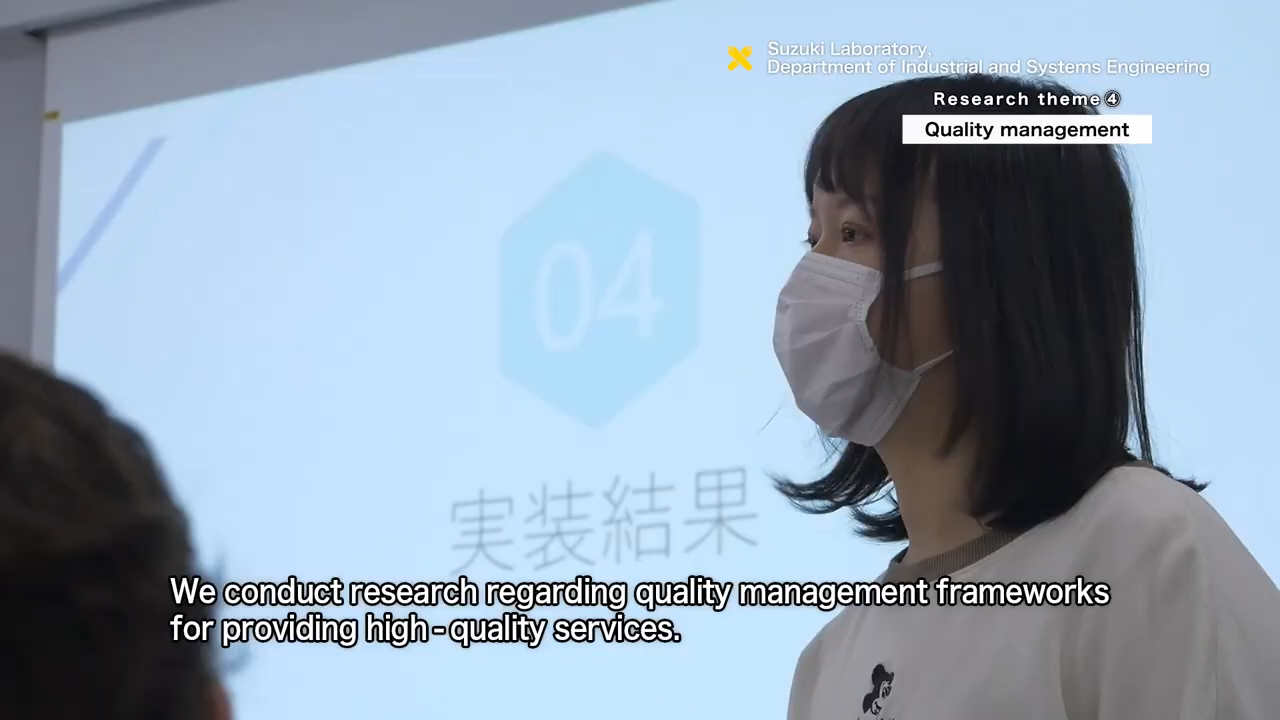 Suzuki Laboratory,
Department of Industrial and Systems Engineering
Research theme④
Quality management
04
実装結果
We conduct research regarding quality management frameworks
for providing high-quality services.